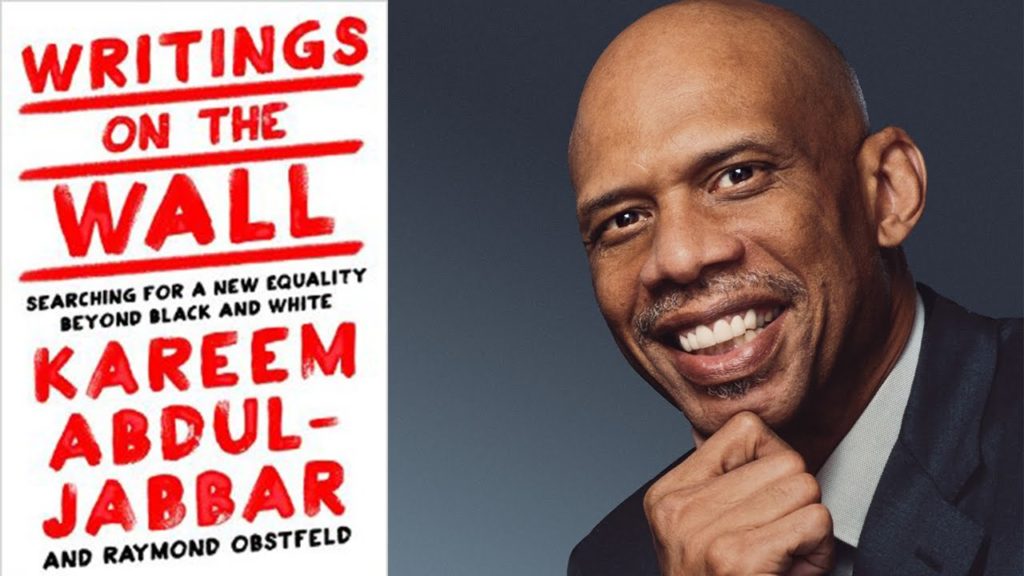 WRITINGS
ON THE
WALL
SEARCHING FOR A NEW EQUALITY
BEYOND BLACK AND WHITE
KAREEM
ABDUL-
JABBAR
AND RAYMOND OBSTFELD